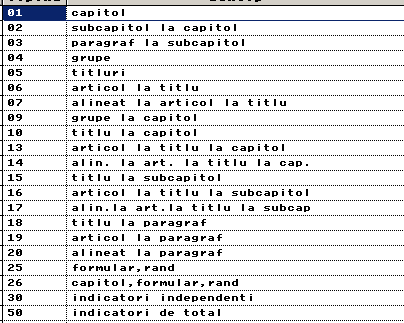 01 capitol
02 subcapitol la capitol
03 paragraf la subcapitol
04 grupe
05 titluri
06 articol la titlu
07 alineat la articol la titlu
09 grupe la capitol
10 titlu la capitol
13 articol la titlu la capitol
14 alin. la art. la titlu la cap.
15 titlu la subcapitol
16 articol la titlu la subcapitol
17 alin.la art.la titlu la subcap
18 titlu la paragraf
19 articol la paragraf
20 alineat la paragraf
25 formular,rand
26 capitol,formular,rand
30 indicatori independenti
50 indicatori de total